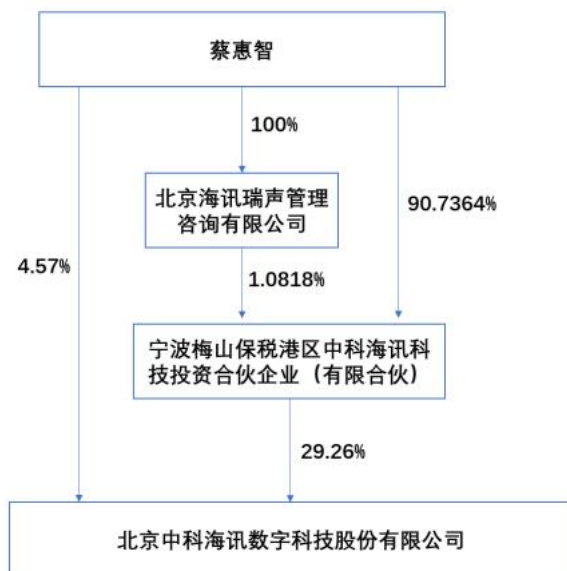 蔡惠智
100%
北京海讯瑞声管理
咨询有限公司
90.7364%
4.57%
1.0818%
宁波梅山保税港区中科海讯科
技投资合伙企业（有限合伙）
29.26%
北京中科海讯数字科技股份有限公司